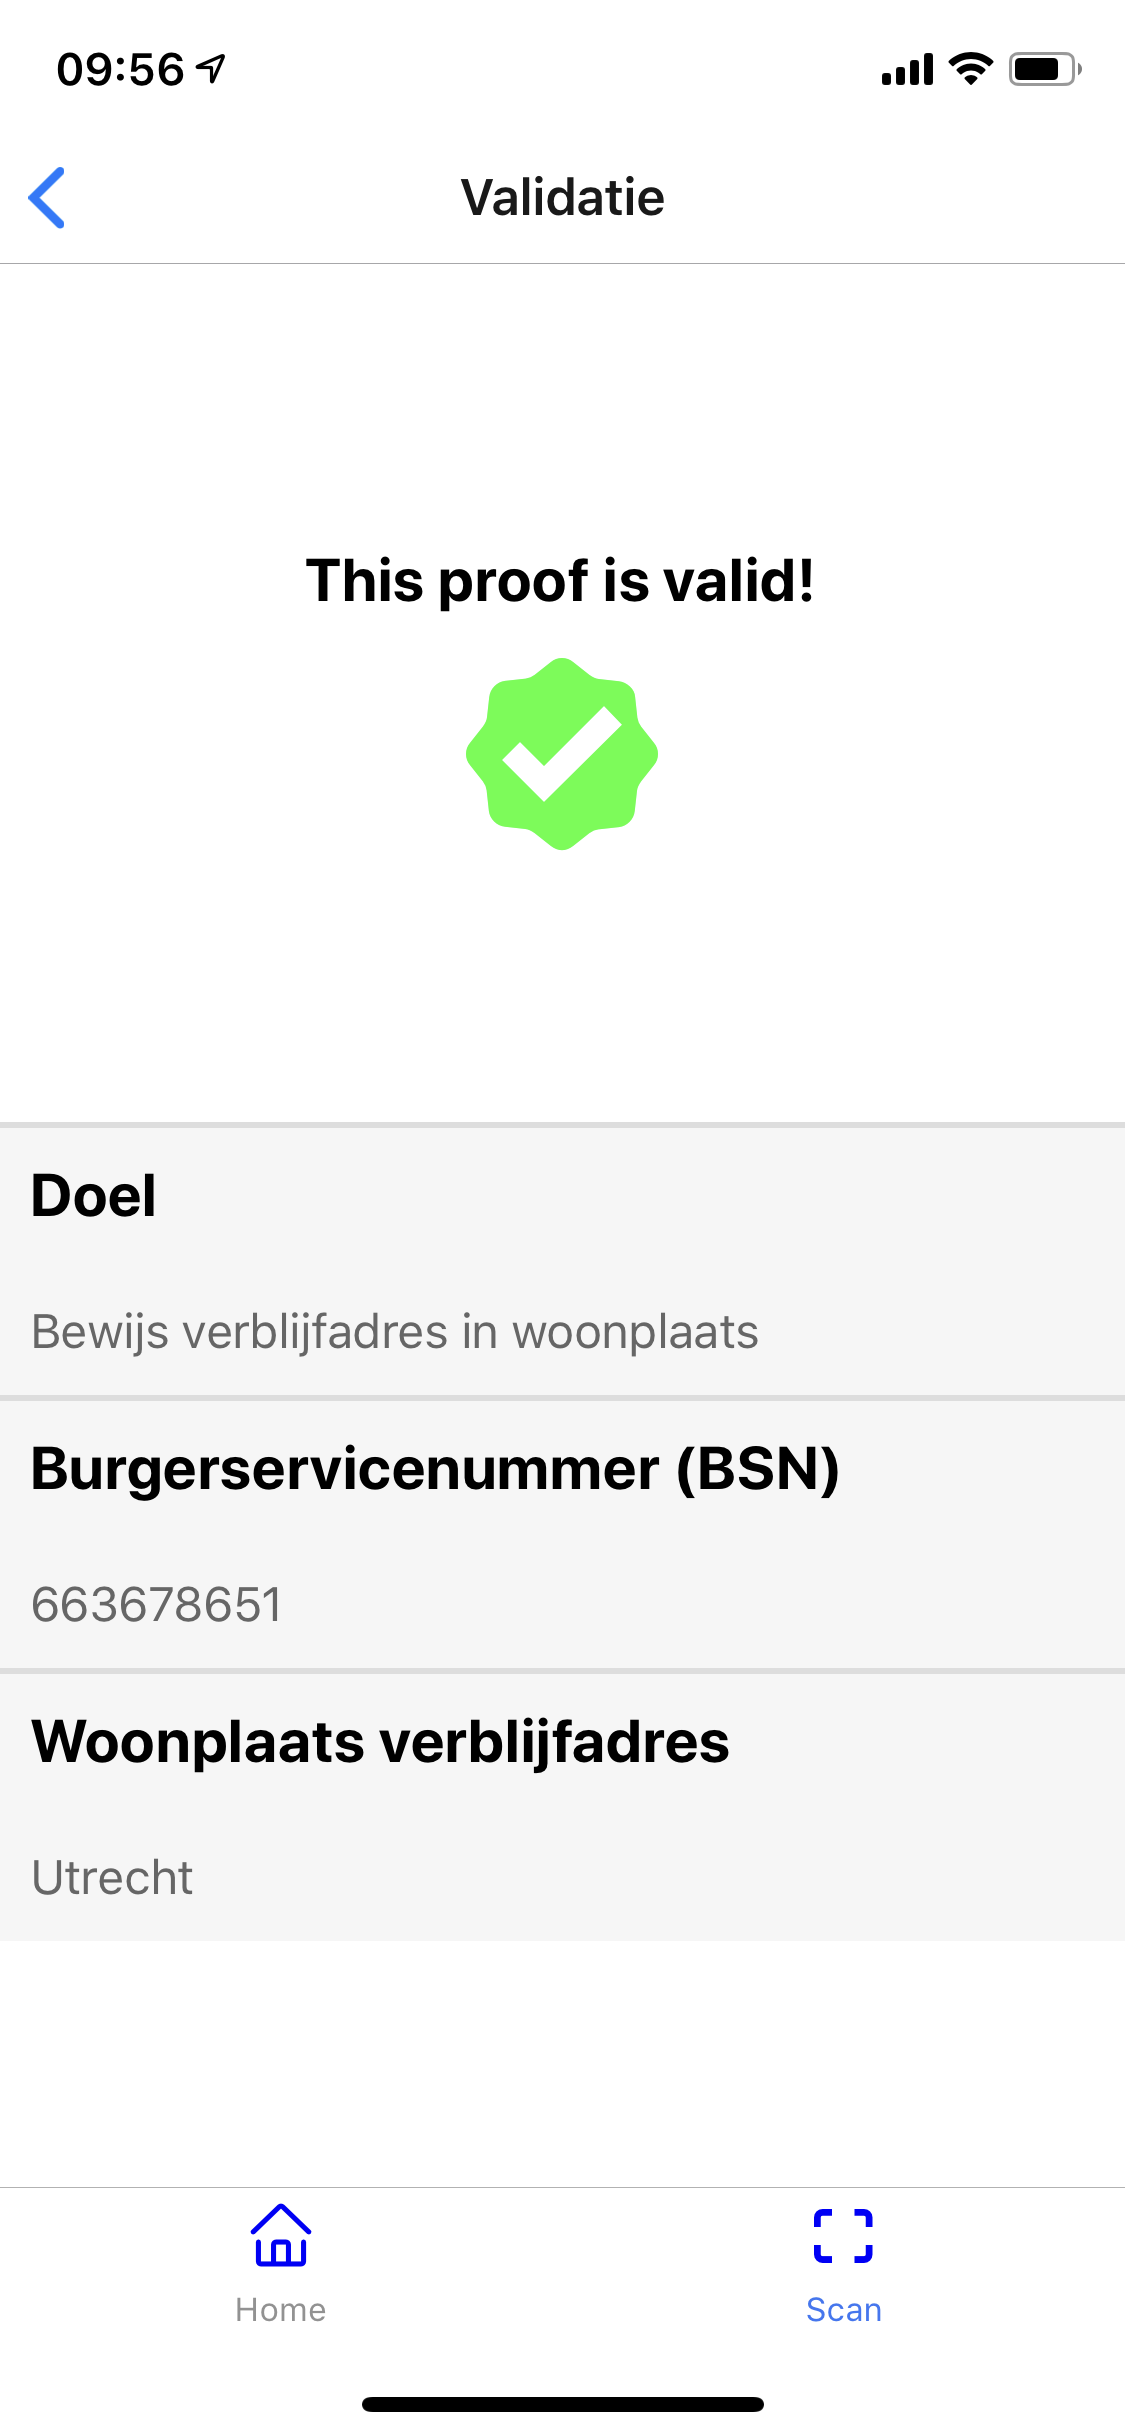 09:56
Validatie
This proof is valid!
Doel
Bewijs verblijfadres in woonplaats
Burgerservicenummer (BSN)
663678651
Woonplaats verblijfadres
Utrecht
Home
Scan